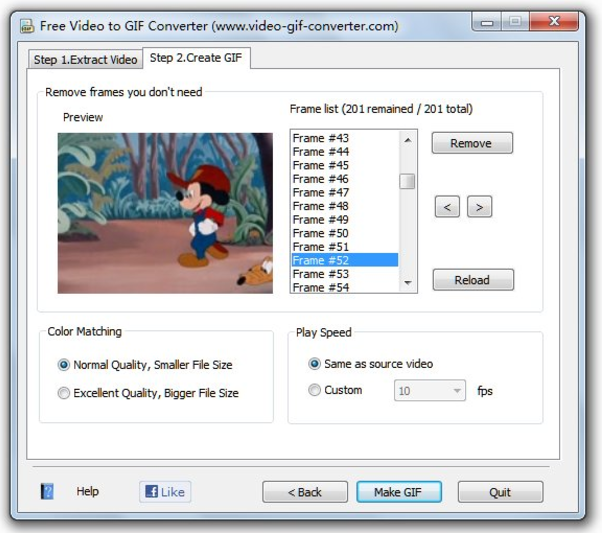 Free Video to GIF Converter (www.video-gif-converter.com)
Step 1.Extract Video
Step 2.Create GIF
Remove frames you don't need
Preview
Frame list (201 remained / 201 total)
Frame #43
Frame #44
Frame #45
Frame #46
Frame #47
Frame #48
Frame #49
Frame #50
Frame #51
Frame #52
Frame #53
Frame #54
Remove
<
>
Reload
Color Matching
Normal Quality, Smaller File Size
Excellent Quality, Bigger File Size
Play Speed
Same as source video
Custom
10
fps
Help
Like
< Back
Make GIF
Quit